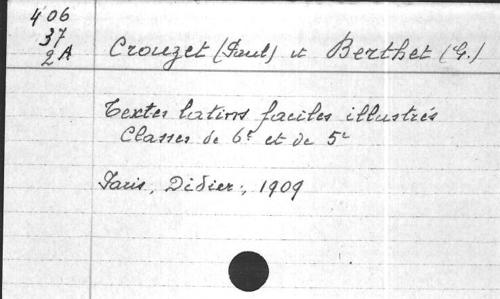 406
37
2A
Crouzet (Paul) et Berthet (G.)
Textes latins faciles illustrés
Classes de 6e et de 5e
Paris, Didier, 1909